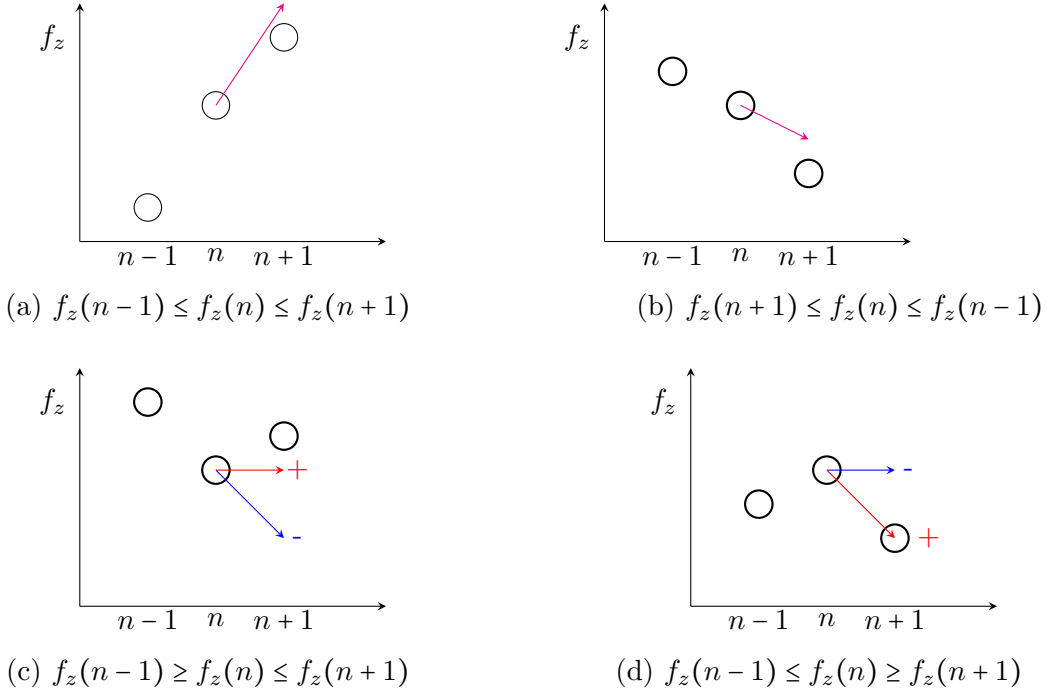 f_z
n − 1 n n + 1
(a) f_z(n − 1) ≤ f_z(n) ≤ f_z(n + 1)
f_z
n − 1 n n + 1
(b) f_z(n + 1) ≤ f_z(n) ≤ f_z(n − 1)
f_z
+
-
n − 1 n n + 1
(c) f_z(n − 1) ≥ f_z(n) ≤ f_z(n + 1)
f_z
-
+
n − 1 n n + 1
(d) f_z(n − 1) ≤ f_z(n) ≥ f_z(n + 1)